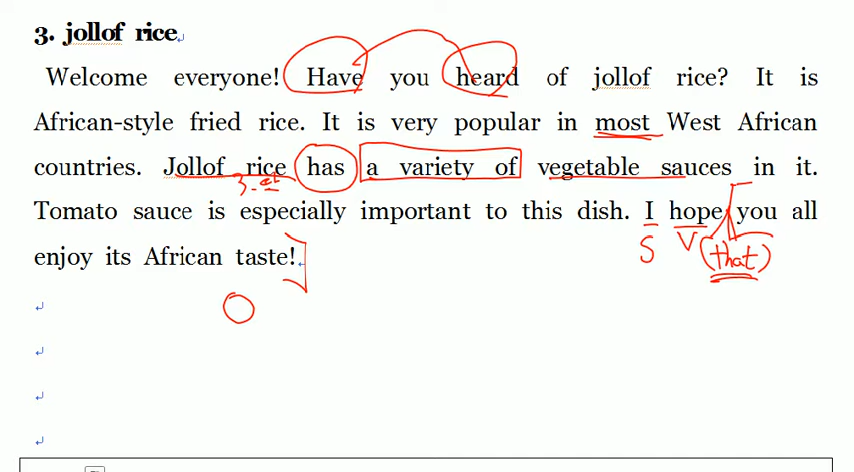 3. jollof rice
Welcome everyone! Have you heard of jollof rice? It is
African-style fried rice. It is very popular in most West African
countries. Jollof rice has a variety of vegetable sauces in it.
Tomato sauce is especially important to this dish. I hope you all
S V (that)
enjoy its African taste!
O